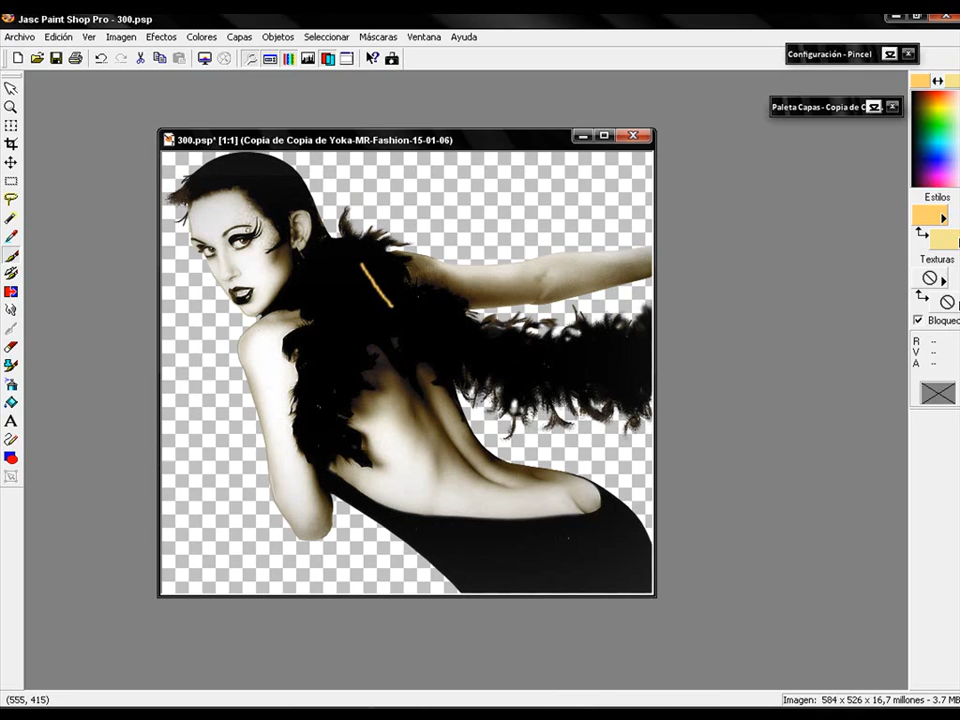 Jasc Paint Shop Pro - 300.psp
Archivo Edición Ver Imagen Efectos Colores Capas Objetos Seleccionar Máscaras Ventana Ayuda
Configuración - Pincel
Paleta Capas - Copia de C
300.psp* [1:1] (Copia de Copia de Yoka-MR-Fashion-15-01-06)
Estilos
Texturas
Bloqueo
R --
V --
A --
(555, 415)
Imagen: 584 x 526 x 16,7 millones - 3.7 MB